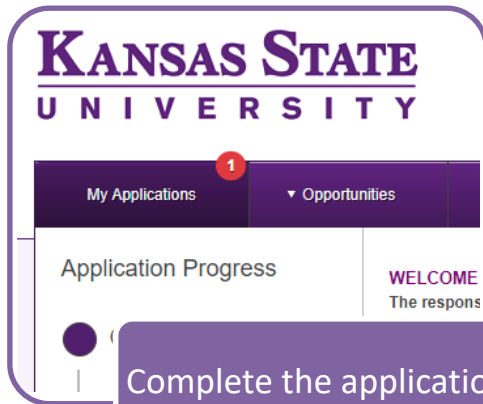 KANSAS STATE
UNIVERSITY
1
My Applications
▾ Opportunities
Application Progress
WELCOME
The respons
Complete the applicatio